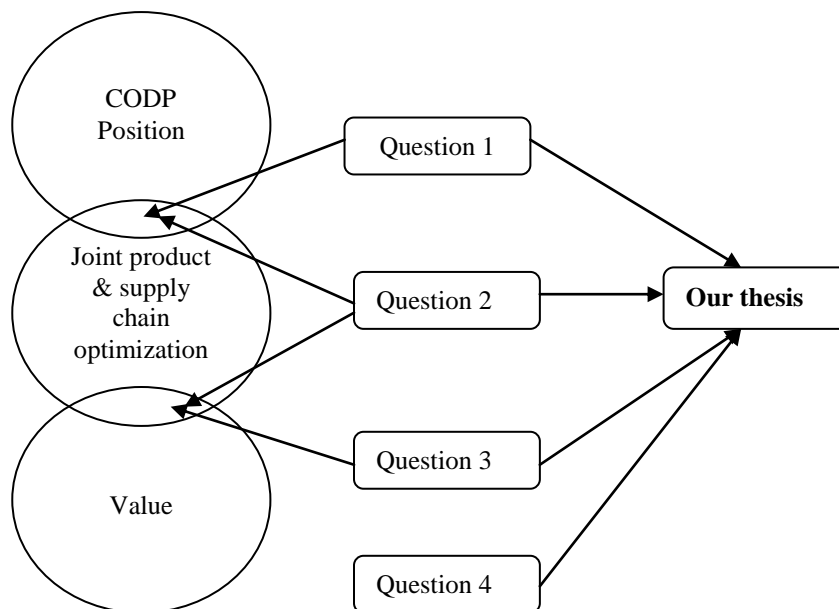 CODP
Position
Question 1
Joint product
& supply
chain
optimization
Question 2
Our thesis
Question 3
Value
Question 4